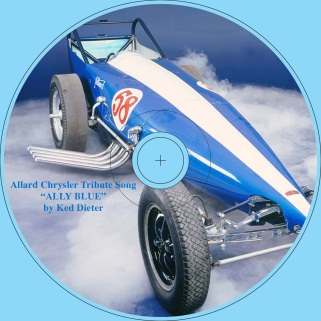 58
Allard Chrysler Tribute Song
"ALLY BLUE"
by Ked Dieter